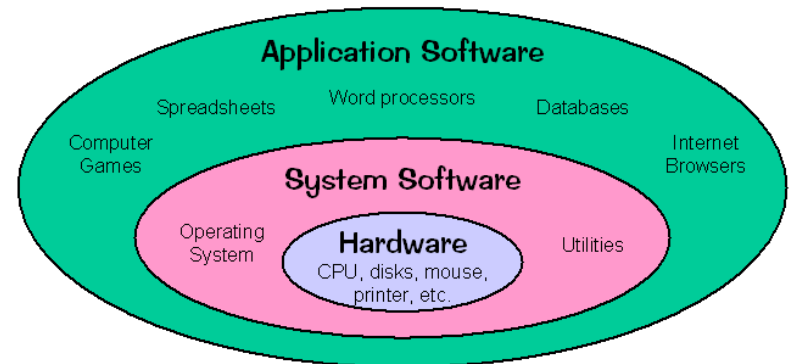 Application Software
Word processors
Spreadsheets
Databases
Computer
Games
Internet
Browsers
System Software
Operating
System
Utilities
Hardware
CPU, disks, mouse,
printer, etc.